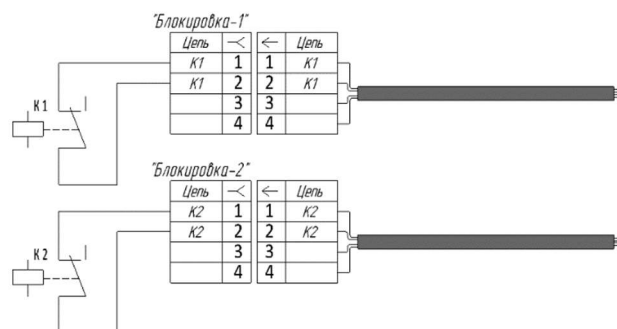 "Блокировка-1"
Цепь Цепь
К1 1 1 К1
К1 2 2 К1
3 3
4 4
К1
"Блокировка-2"
Цепь Цепь
К2 1 1 К2
К2 2 2 К2
3 3
4 4
К2